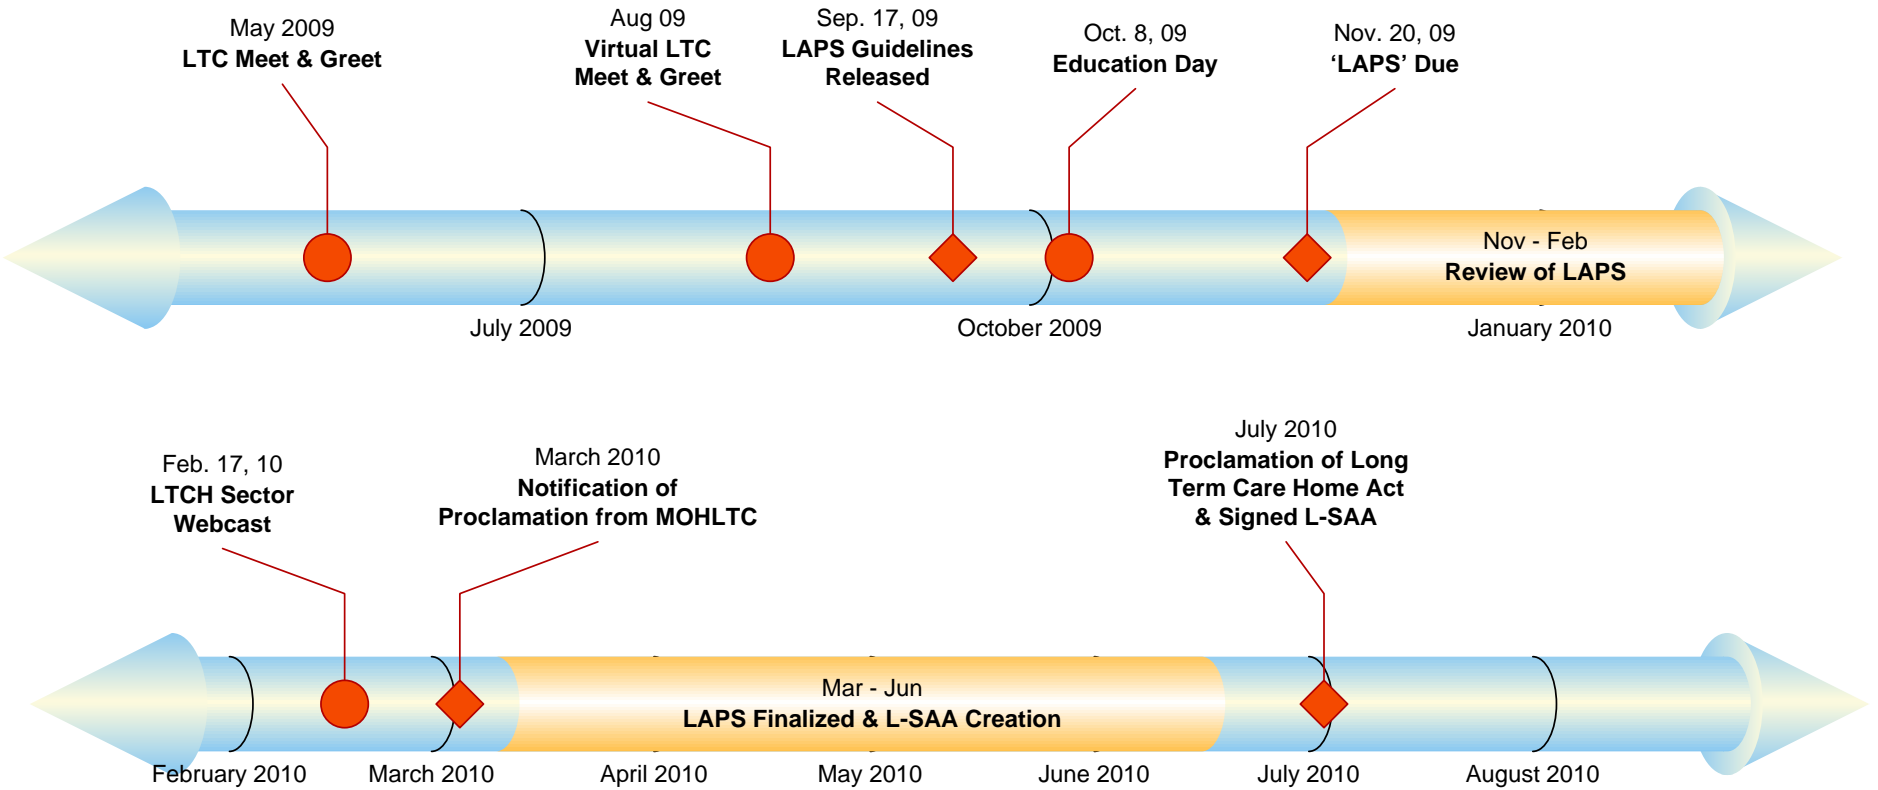 May 2009
LTC Meet & Greet
Aug 09
Virtual LTC
Meet & Greet
Sep. 17, 09
LAPS Guidelines
Released
Oct. 8, 09
Education Day
Nov. 20, 09
‘LAPS’ Due
Nov - Feb
Review of LAPS
July 2009
October 2009
January 2010
Feb. 17, 10
LTCH Sector
Webcast
March 2010
Notification of
Proclamation from MOHLTC
July 2010
Proclamation of Long
Term Care Home Act
& Signed L-SAA
Mar - Jun
LAPS Finalized & L-SAA Creation
February 2010
March 2010
April 2010
May 2010
June 2010
July 2010
August 2010